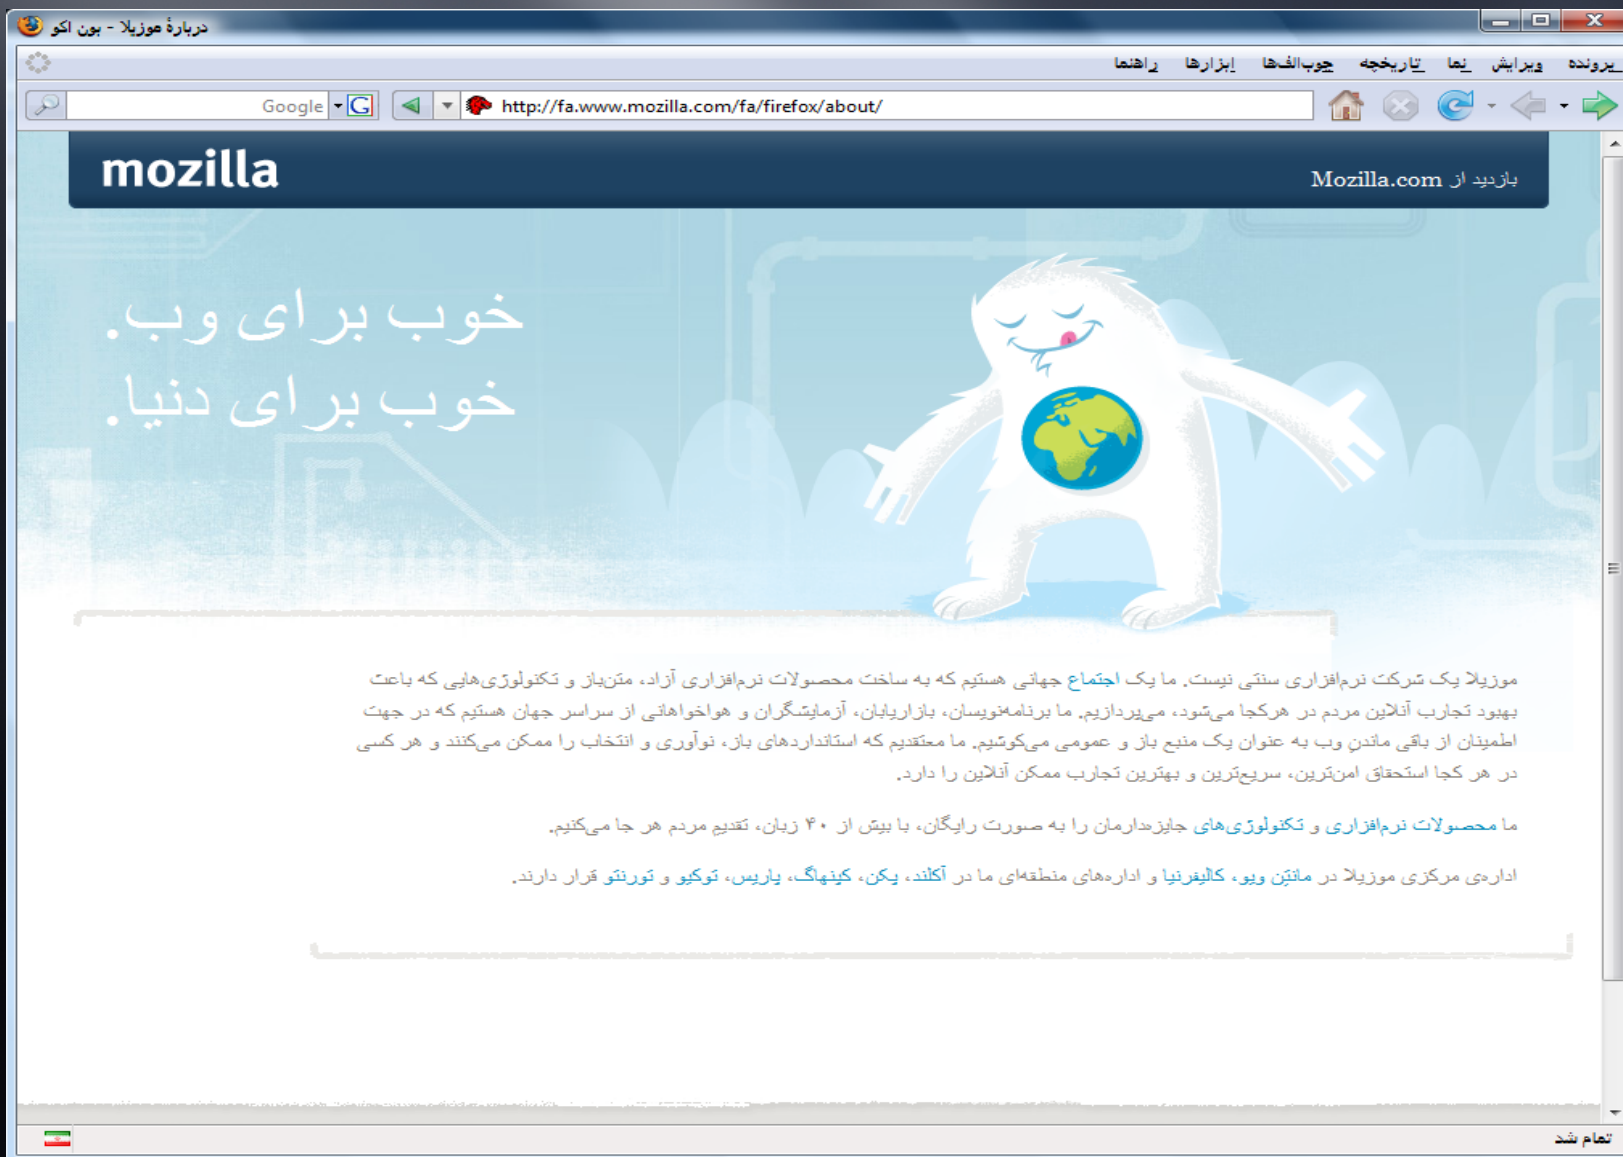 دربارهٔ موزیلا - بون اکو
پرونده ویرایش نما تاریخچه چوب‌الف‌ها ابزارها راهنما
http://fa.www.mozilla.com/fa/firefox/about/
Google
بازدید از Mozilla.com
mozilla
خوب برای وب.
خوب برای دنیا.
موزیلا یک شرکت نرم‌افزاری سنتی نیست. ما یک اجتماع جهانی هستیم که به ساخت محصولات نرم‌افزاری آزاد، متن‌باز و تکنولوژی‌هایی که باعث
بهبود تجارب آنلاین مردم در هرکجا می‌شود، می‌پردازیم. ما برنامه‌نویسان، بازاریابان، آزمایشگران و هواخواهانی از سراسر جهان هستیم که در جهت
اطمینان از باقی ماندنِ وب به عنوان یک منبع باز و عمومی می‌کوشیم. ما معتقدیم که استانداردهای باز، نوآوری و انتخاب را ممکن می‌کنند و هر کسی
در هر کجا استحقاق امن‌ترین، سریع‌ترین و بهترین تجارب ممکن آنلاین را دارد.
ما محصولات نرم‌افزاری و تکنولوژی‌های جایزه‌دارمان را به صورت رایگان، با بیش از ۴۰ زبان، تقدیمِ مردم هر جا می‌کنیم.
اداره‌ی مرکزی موزیلا در مانتِن ویو، کالیفرنیا و اداره‌های منطقه‌ای ما در آکلند، پکن، کپنهاگ، پاریس، توکیو و تورنتو قرار دارند.
تمام شد